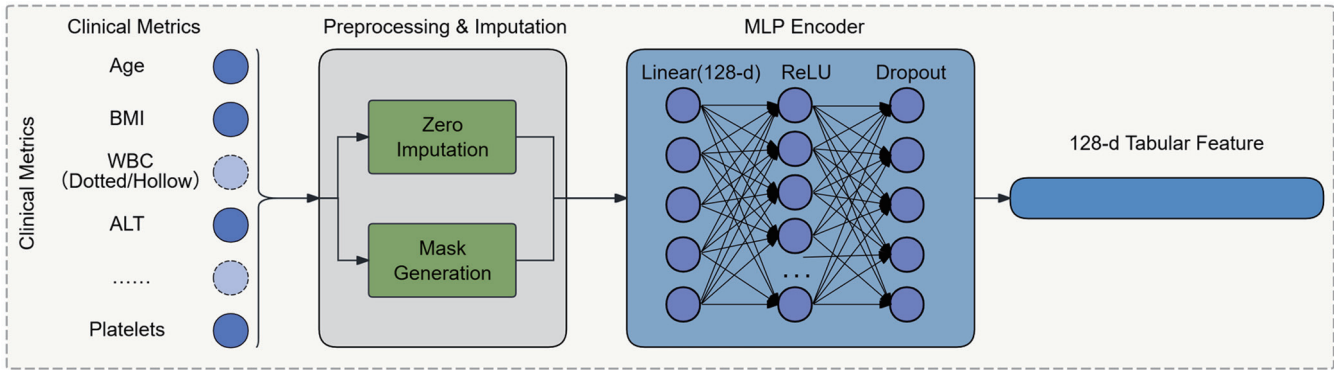 Clinical Metrics
Clinical Metrics
Age
BMI
WBC
(Dotted/Hollow)
ALT
......
Platelets
Preprocessing & Imputation
Zero
Imputation
Mask
Generation
MLP Encoder
Linear(128-d)
ReLU
Dropout
...
128-d Tabular Feature